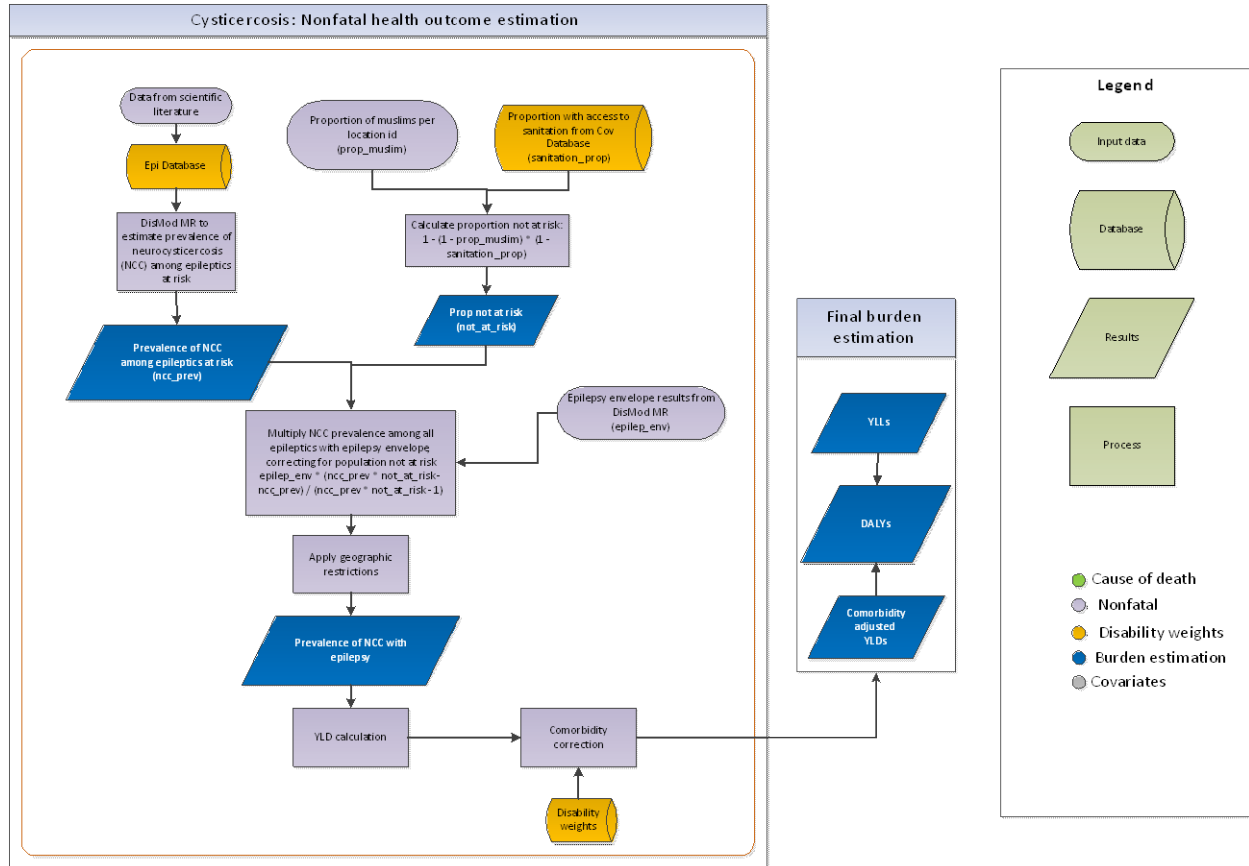 Cysticercosis: Nonfatal health outcome estimation
Data from scientific
literature
Epi Database
DisMod MR to
estimate prevalence of
neurocysticercosis
(NCC) among epileptics
at risk
Prevalence of NCC
among epileptics at risk
(ncc_prev)
Proportion of muslims per
location id
(prop_muslim)
Proportion with access to
sanitation from Cov
Database
(sanitation_prop)
Calculate proportion not at risk:
1 - (1 - prop_muslim) * (1 -
sanitation_prop)
Prop not at risk
(not_at_risk)
Epilepsy envelope results from
DisMod MR
(epilep_env)
Multiply NCC prevalence among all
epileptics with epilepsy envelope,
correcting for population not at risk
epilep_env * (ncc_prev * not_at_risk-
ncc_prev) / (ncc_prev * not_at_risk - 1)
Apply geographic
restrictions
Prevalence of NCC with
epilepsy
YLD calculation
Comorbidity
correction
Disability
weights
Final burden
estimation
YLLs
DALYs
Comorbidity
adjusted
YLDs
Legend
Input data
Database
Results
Process
Cause of death
Nonfatal
Disability weights
Burden estimation
Covariates